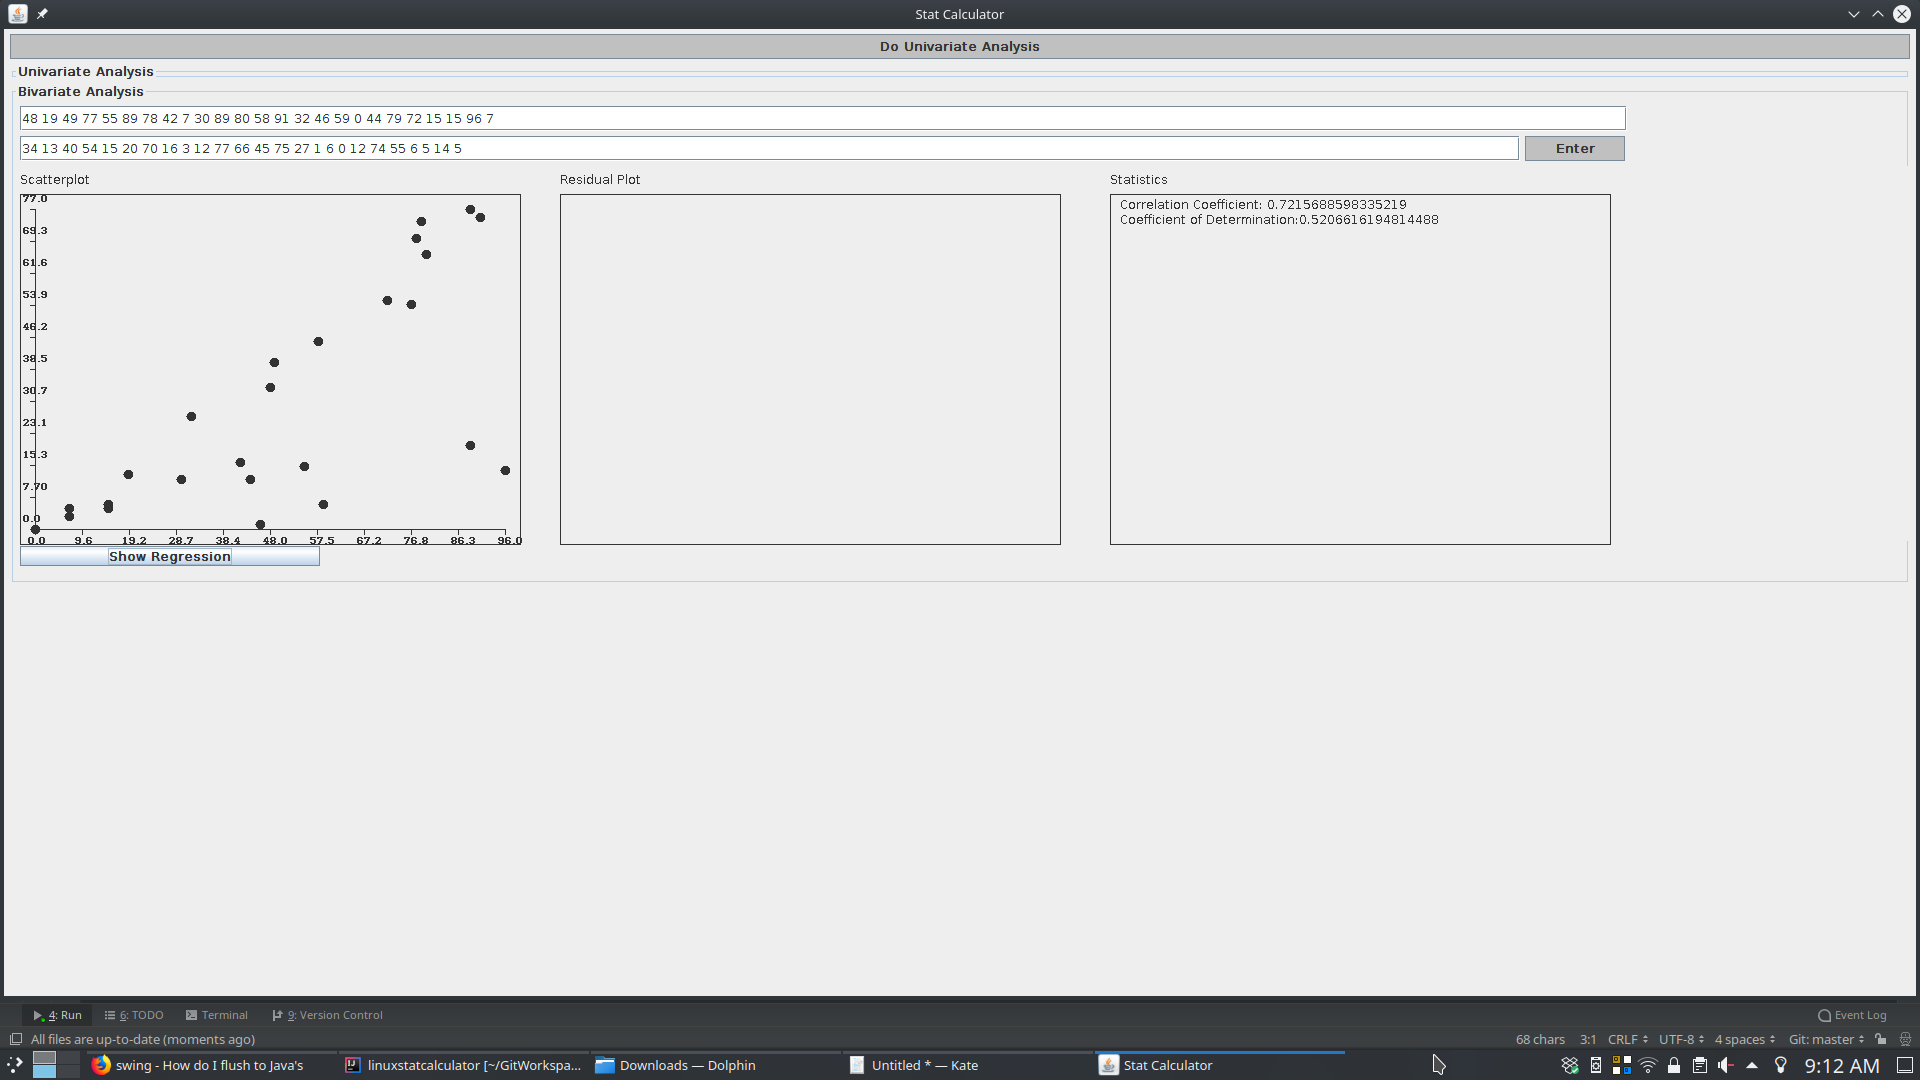 Stat Calculator
Do Univariate Analysis
Univariate Analysis
Bivariate Analysis
48 19 49 77 55 89 78 42 7 30 89 80 58 91 32 46 59 0 44 79 72 15 15 96 7
34 13 40 54 15 20 70 16 3 12 77 66 45 75 27 1 6 0 12 74 55 6 5 14 5
Enter
Scatterplot
Residual Plot
Statistics
77.0
69.3
61.6
53.9
46.2
38.5
30.7
23.1
15.3
7.70
0.0
0.0 9.6 19.2 28.7 38.4 48.0 57.5 67.2 76.8 86.3 96.0
Correlation Coefficient: 0.7215688598335219
Coefficient of Determination:0.5206616194814488
Show Regression
4: Run 6: TODO Terminal 9: Version Control Event Log
All files are up-to-date (moments ago) 68 chars 3:1 CRLF UTF-8 4 spaces Git: master
swing - How do I flush to Java's linuxstatcalculator [~/GitWorkspa... Downloads — Dolphin Untitled * — Kate Stat Calculator 9:12 AM